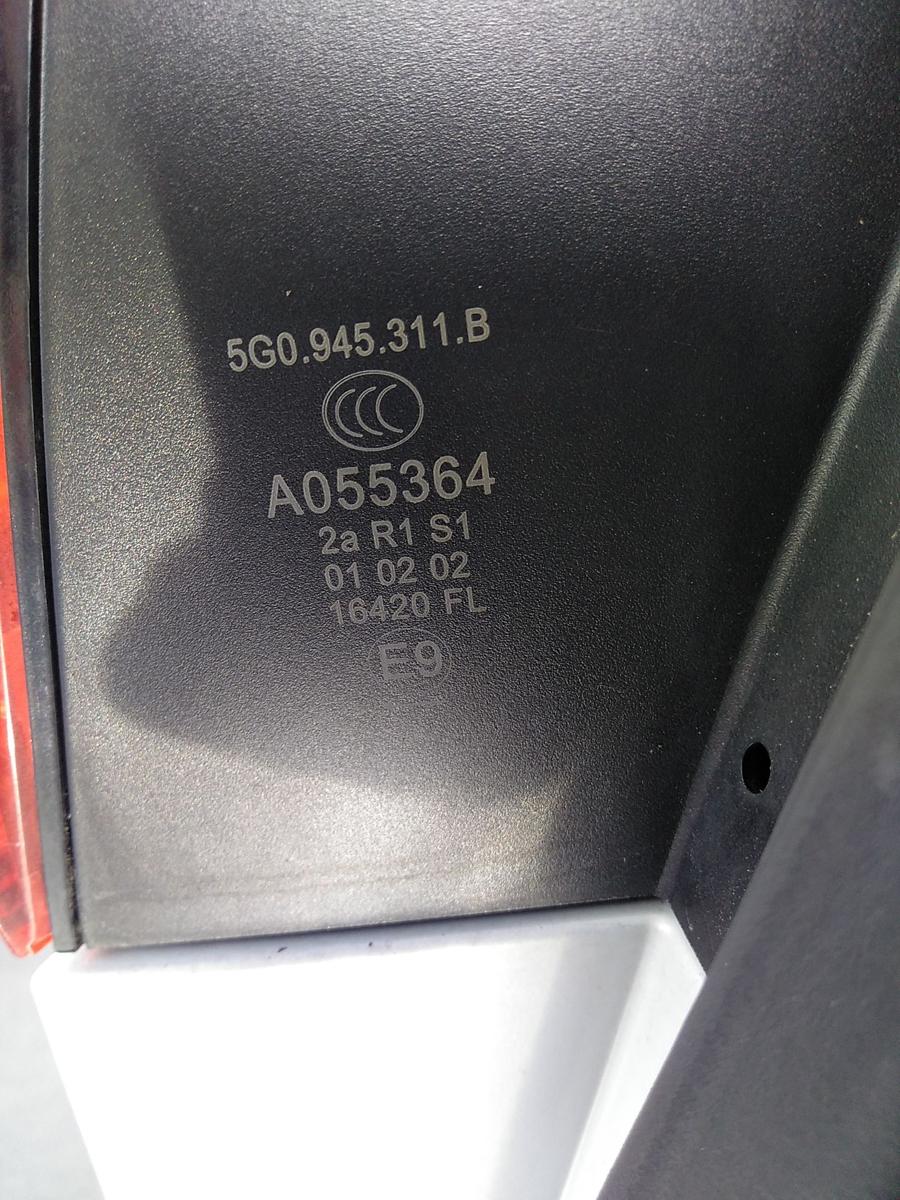 5G0.945.311.B
CCC
A055364
2a R1 S1
01 02 02
16420 FL
E9